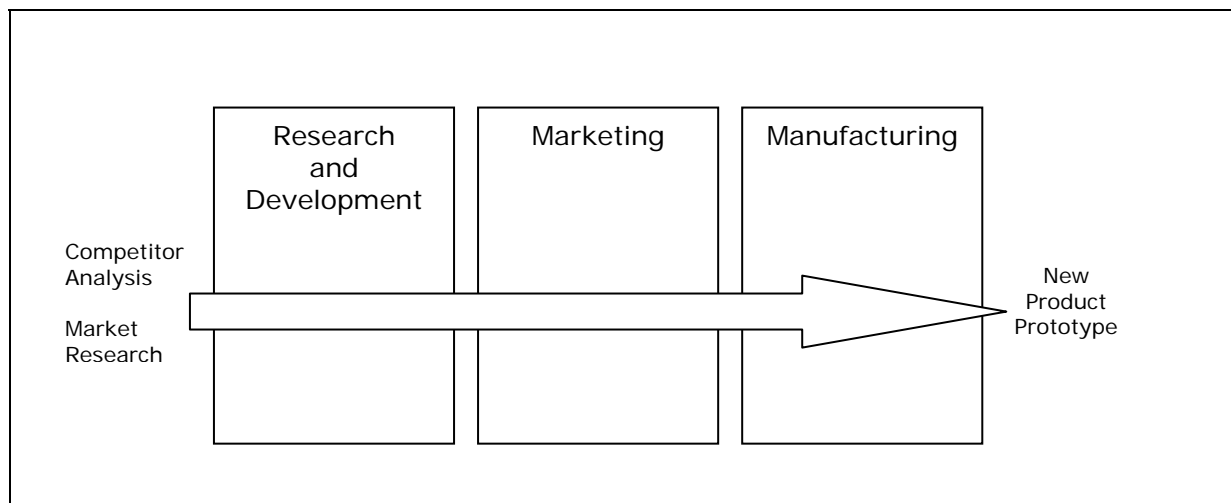 Research
and
Development
Marketing
Manufacturing
Competitor
Analysis
Market
Research
New
Product
Prototype